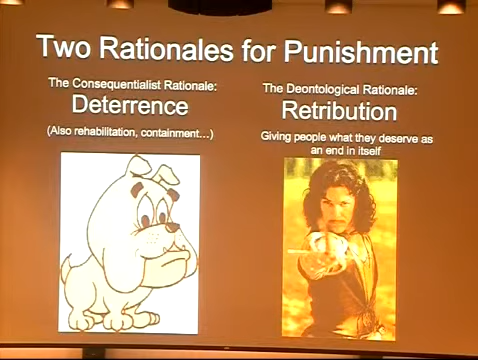 Two Rationales for Punishment
The Consequentialist Rationale:
Deterrence
(Also rehabilitation, containment...)
The Deontological Rationale:
Retribution
Giving people what they deserve as
an end in itself